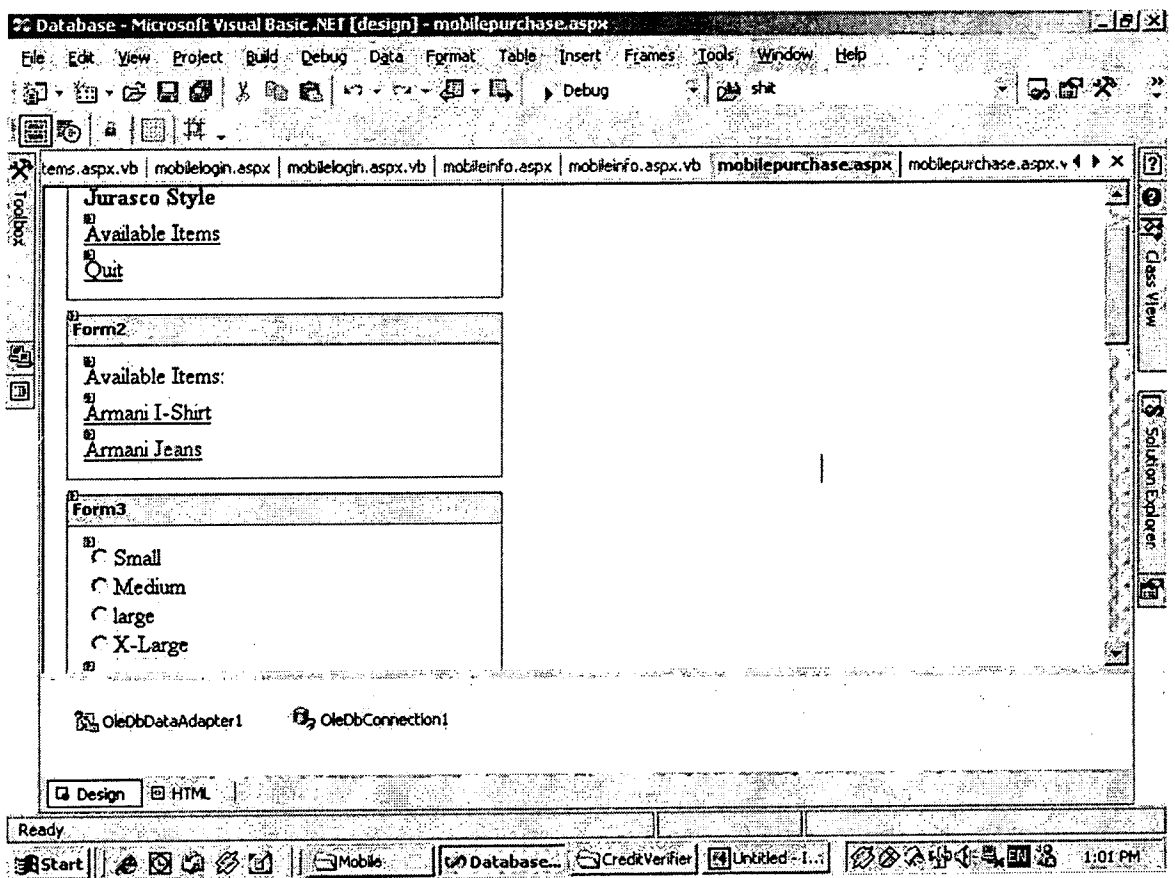 Database - Microsoft Visual Basic .NET [design] - mobilepurchase.aspx
File Edit View Project Build Debug Data Format Table Insert Frames Tools Window Help
Debug shit
tems.aspx.vb mobilelogin.aspx mobilelogin.aspx.vb mobileinfo.aspx mobileinfo.aspx.vb mobilepurchase.aspx mobilepurchase.aspx.v
Toolbox
Jurasco Style
Available Items
Quit
Form2
Available Items:
Armani I-Shirt
Armani Jeans
Form3
Small
Medium
large
X-Large
Class View
Solution Explorer
OleDbDataAdapter1 OleDbConnection1
Design HTML
Ready
Start Mobile Database... CreditVerifier Untitled - I... EN 1:01 PM